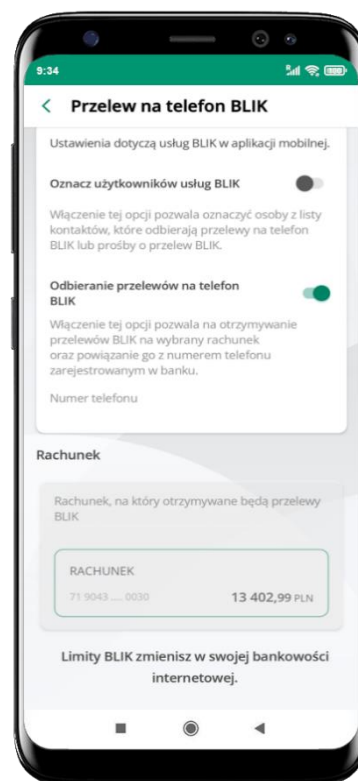 9:34
Przelew na telefon BLIK
Ustawienia dotyczą usług BLIK w aplikacji mobilnej.
Oznacz użytkowników usług BLIK
Włączenie tej opcji pozwala oznaczyć osoby z listy
kontaktów, które odbierają przelewy na telefon
BLIK lub prośby o przelew BLIK.
Odbieranie przelewów na telefon
BLIK
Włączenie tej opcji pozwala na otrzymywanie
przelewów BLIK na wybrany rachunek
oraz powiązanie go z numerem telefonu
zarejestrowanym w banku.
Numer telefonu
Rachunek
Rachunek, na który otrzymywane będą przelewy
BLIK
RACHUNEK
71 9043 .... 0030 13 402,99 PLN
Limity BLIK zmienisz w swojej bankowości
internetowej.